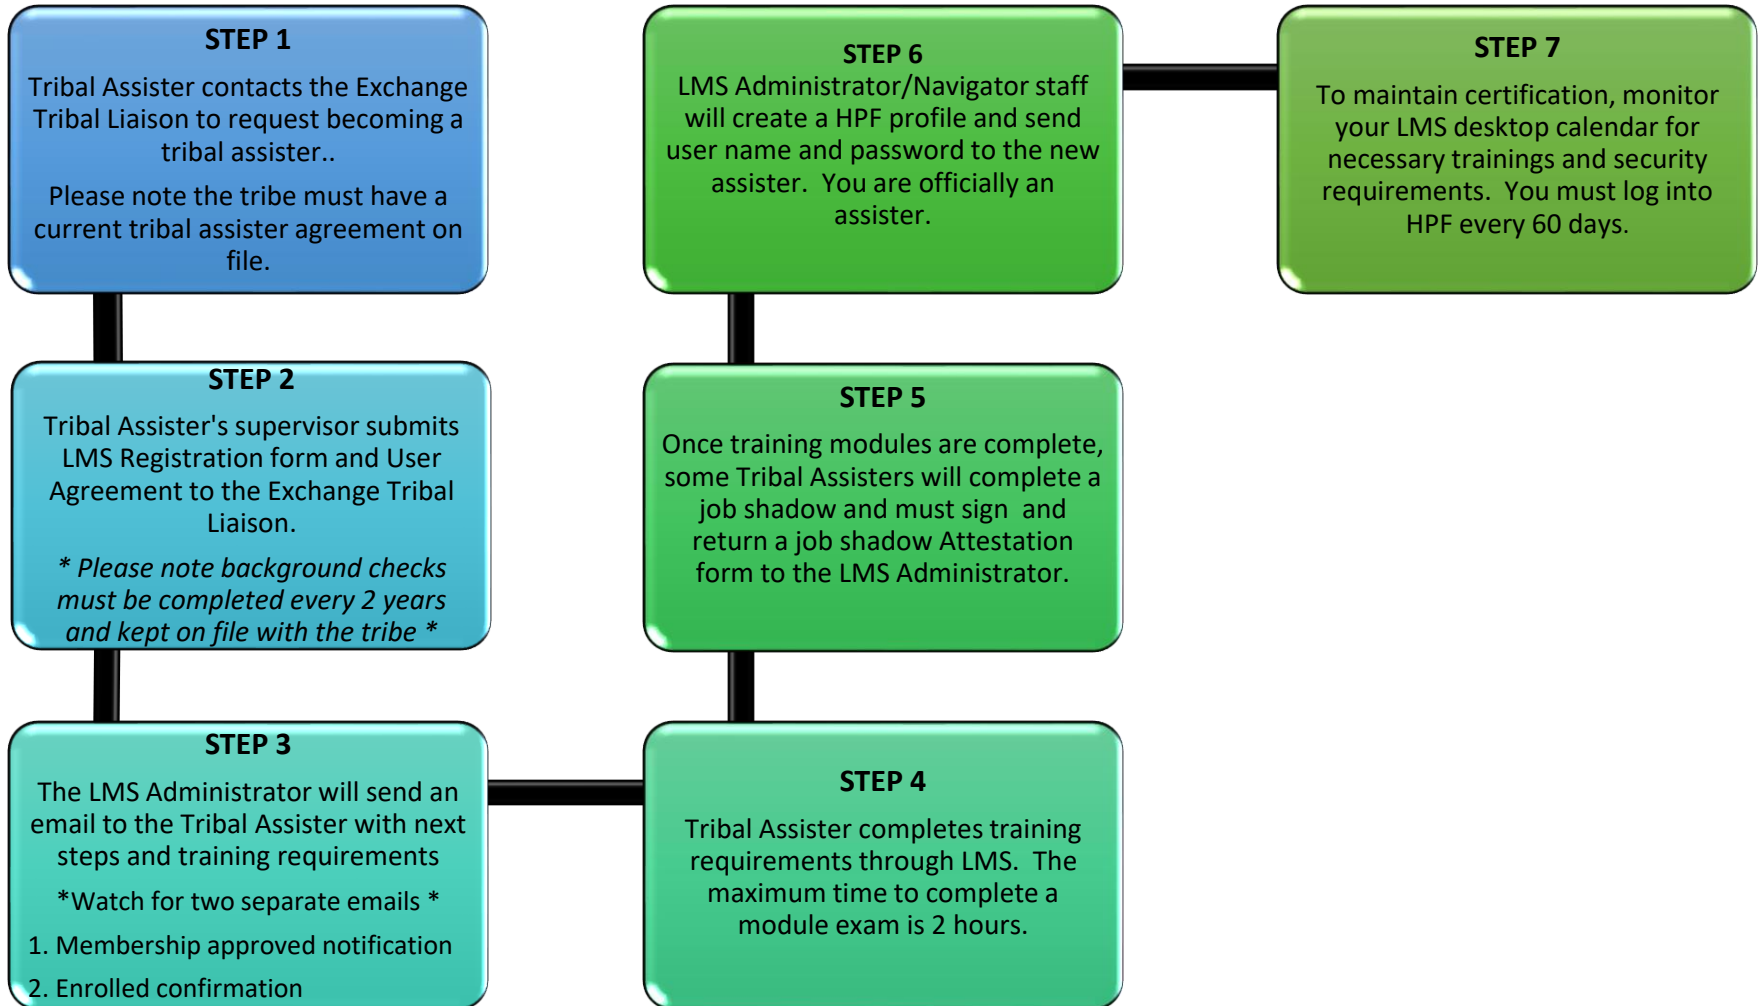 STEP 1
Tribal Assister contacts the Exchange
Tribal Liaison to request becoming a
tribal assister..
Please note the tribe must have a
current tribal assister agreement on
file.
STEP 2
Tribal Assister's supervisor submits
LMS Registration form and User
Agreement to the Exchange Tribal
Liaison.
* Please note background checks
must be completed every 2 years
and kept on file with the tribe *
STEP 3
The LMS Administrator will send an
email to the Tribal Assister with next
steps and training requirements
*Watch for two separate emails *
1. Membership approved notification
2. Enrolled confirmation
STEP 4
Tribal Assister completes training
requirements through LMS.  The
maximum time to complete a
module exam is 2 hours.
STEP 5
Once training modules are complete,
some Tribal Assisters will complete a
job shadow and must sign  and
return a job shadow Attestation
form to the LMS Administrator.
STEP 6
LMS Administrator/Navigator staff
will create a HPF profile and send
user name and password to the new
assister.  You are officially an
assister.
STEP 7
To maintain certification, monitor
your LMS desktop calendar for
necessary trainings and security
requirements.  You must log into
HPF every 60 days.